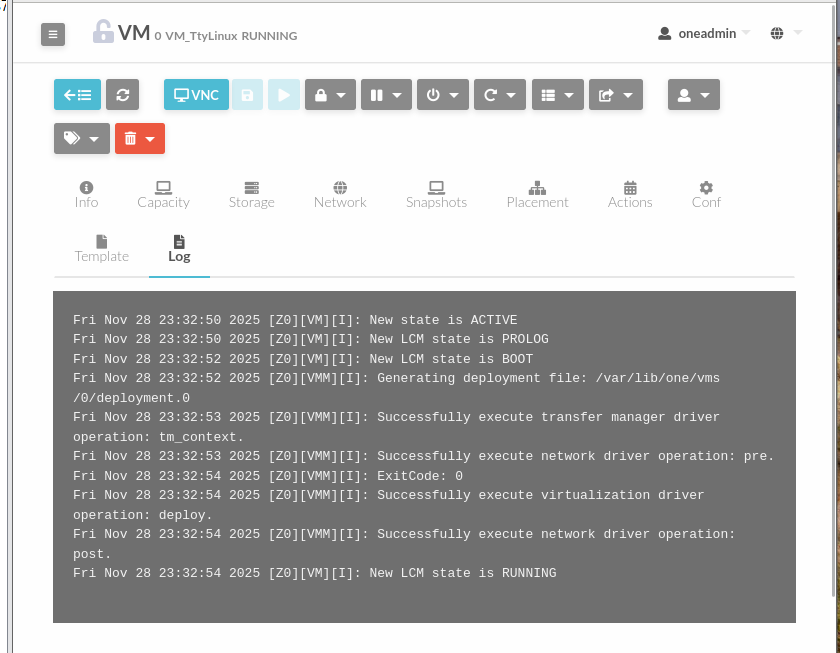 VM 0 VM_TtyLinux RUNNING
oneadmin
VNC
Info
Capacity
Storage
Network
Snapshots
Placement
Actions
Conf
Template
Log
Fri Nov 28 23:32:50 2025 [Z0][VM][I]: New state is ACTIVE
Fri Nov 28 23:32:50 2025 [Z0][VM][I]: New LCM state is PROLOG
Fri Nov 28 23:32:52 2025 [Z0][VM][I]: New LCM state is BOOT
Fri Nov 28 23:32:52 2025 [Z0][VMM][I]: Generating deployment file: /var/lib/one/vms
/0/deployment.0
Fri Nov 28 23:32:53 2025 [Z0][VMM][I]: Successfully execute transfer manager driver
operation: tm_context.
Fri Nov 28 23:32:53 2025 [Z0][VMM][I]: Successfully execute network driver operation: pre.
Fri Nov 28 23:32:54 2025 [Z0][VMM][I]: ExitCode: 0
Fri Nov 28 23:32:54 2025 [Z0][VMM][I]: Successfully execute virtualization driver
operation: deploy.
Fri Nov 28 23:32:54 2025 [Z0][VMM][I]: Successfully execute network driver operation:
post.
Fri Nov 28 23:32:54 2025 [Z0][VM][I]: New LCM state is RUNNING